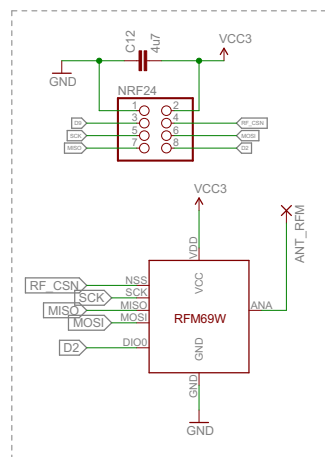 C12
4u7
VCC3
GND
NRF24
1 2
D9 3 4 RF_CSN
SCK 5 6 MOSI
MISO 7 8 D2
VCC3
ANT_RFM
VDD
VCC
RF_CSN NSS
SCK SCK
MISO MISO
MOSI MOSI
RFM69W
ANA
D2 DIO0
GND
GND
GND